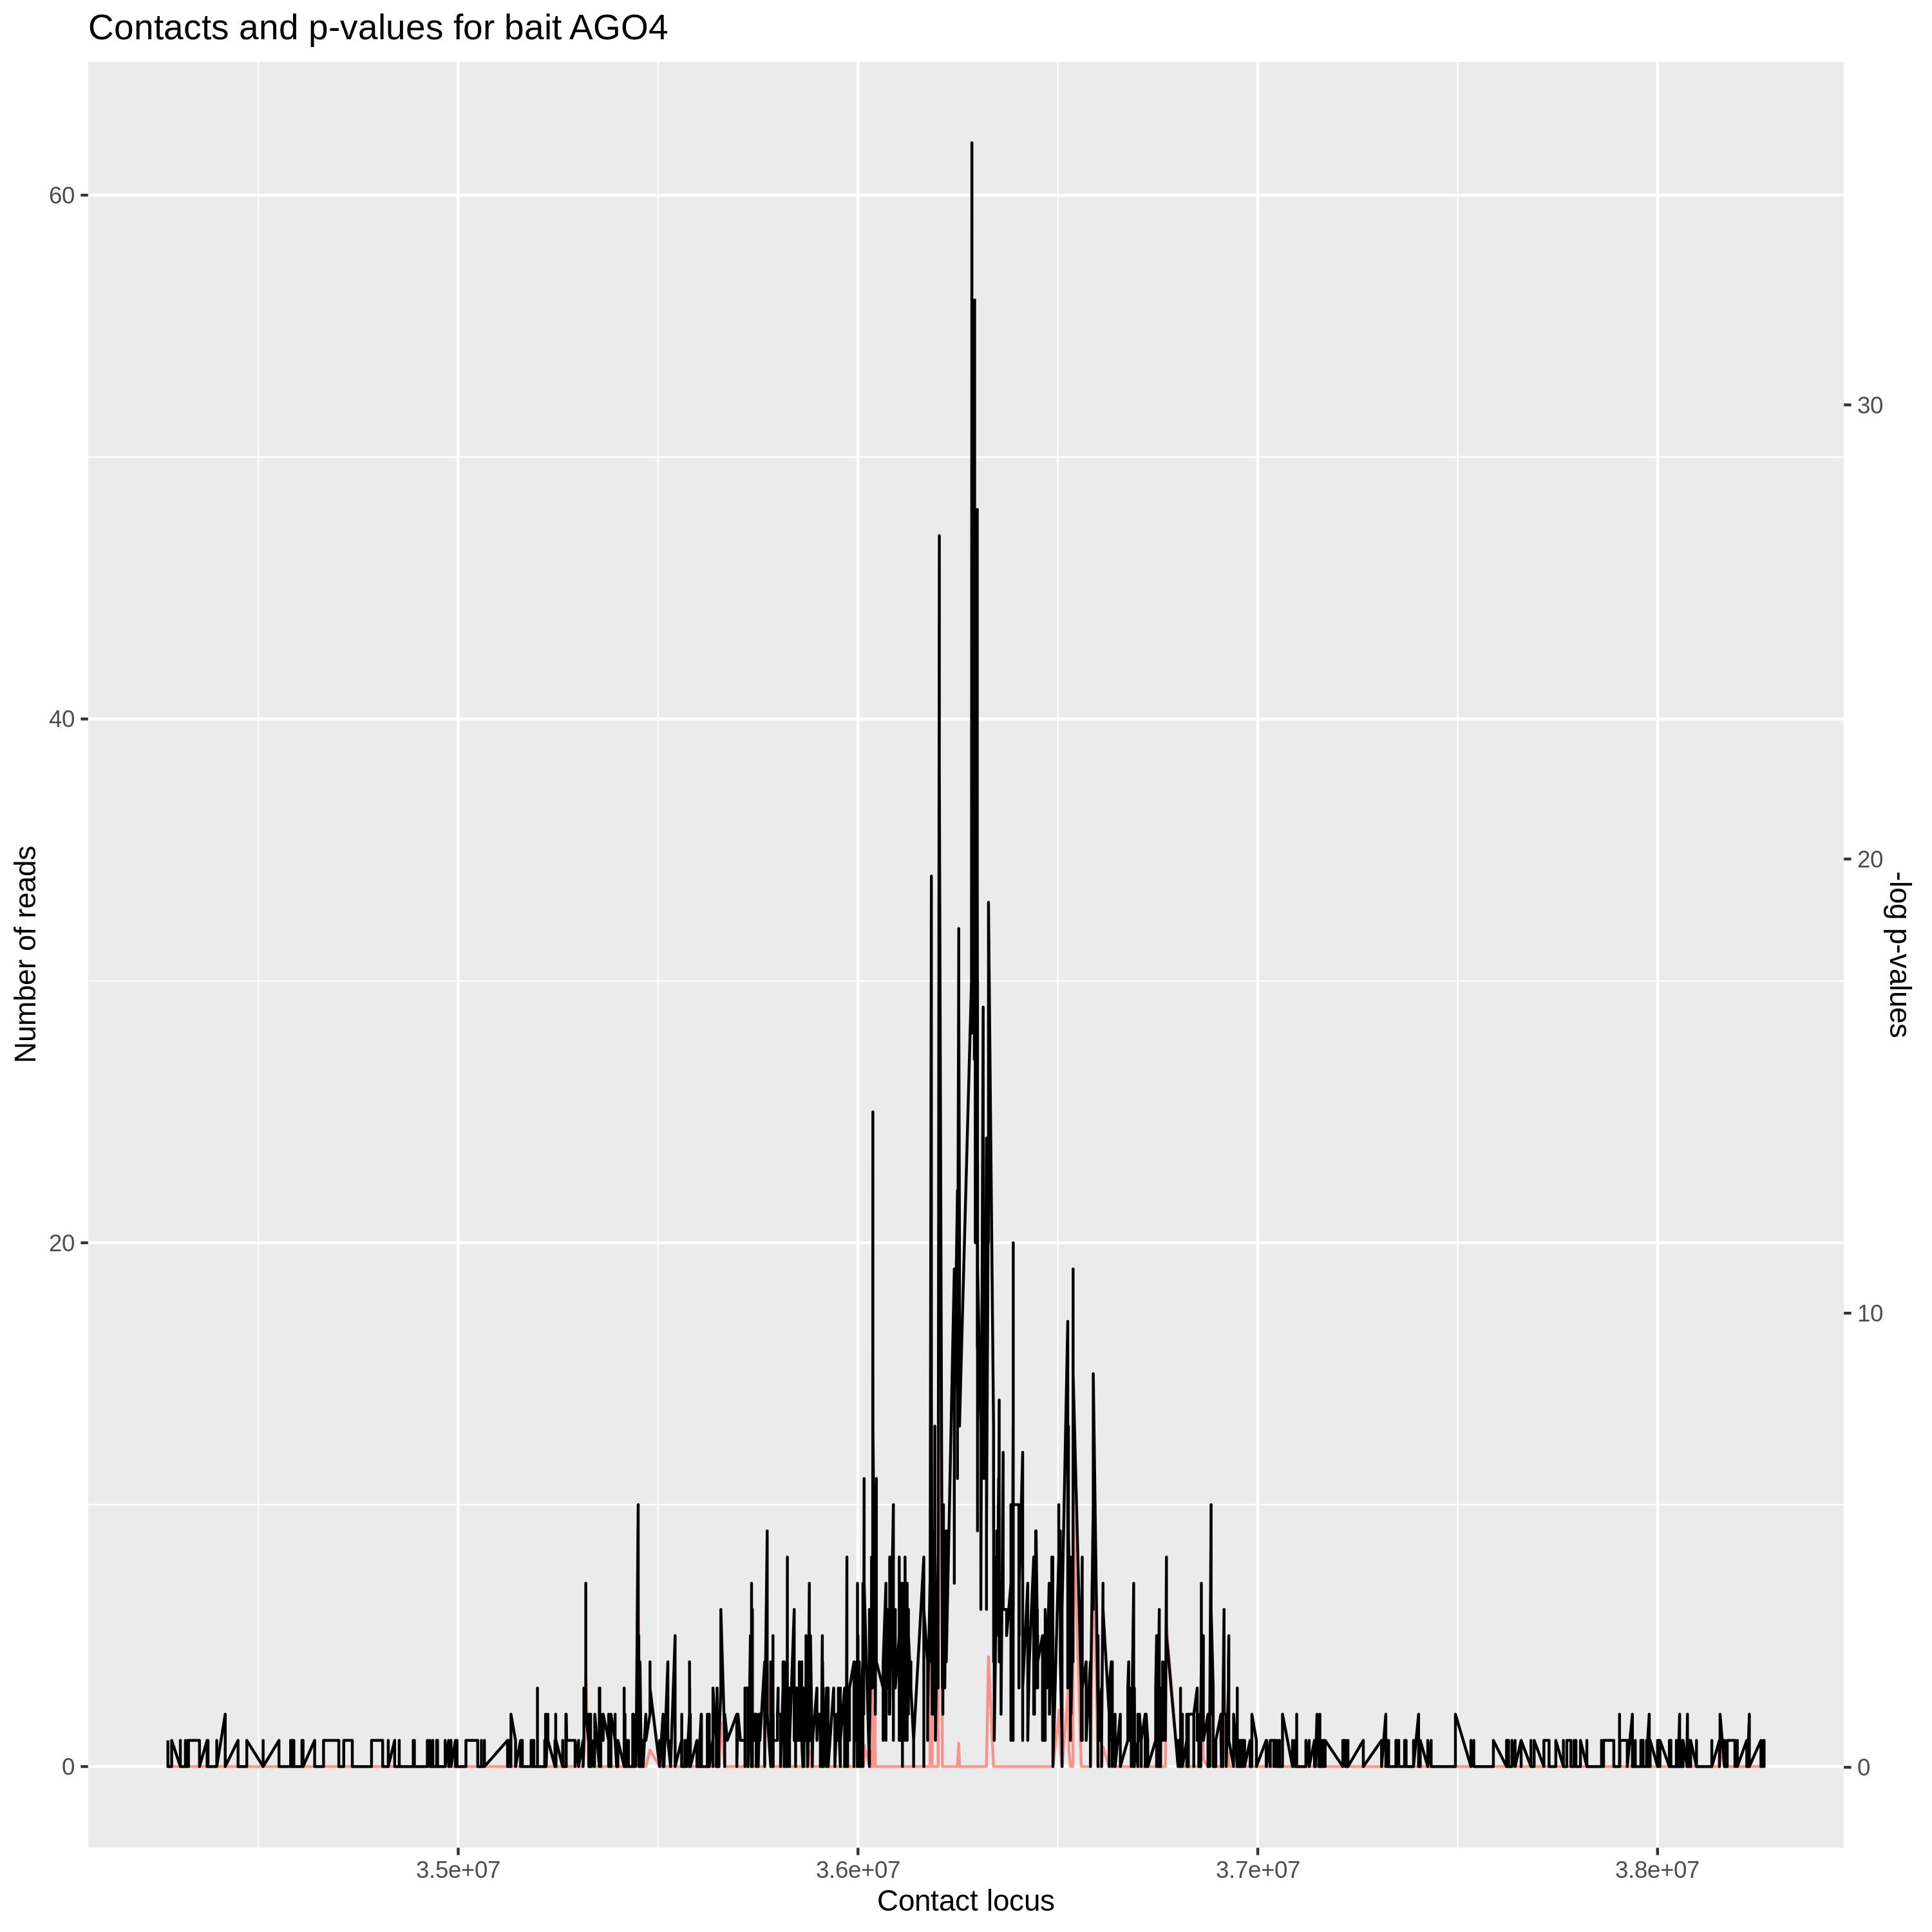 Contacts and p-values for bait AGO4
60
40
20
0
Number of reads
30
20
10
0
-log p-values
3.5e+07
3.6e+07
3.7e+07
3.8e+07
Contact locus